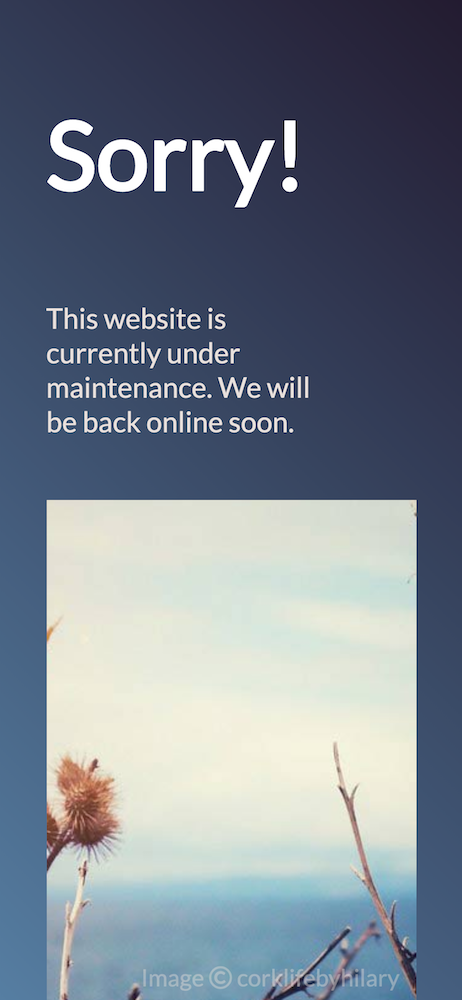 Sorry!
This website is
currently under
maintenance. We will
be back online soon.
Image © corklifebyhilary